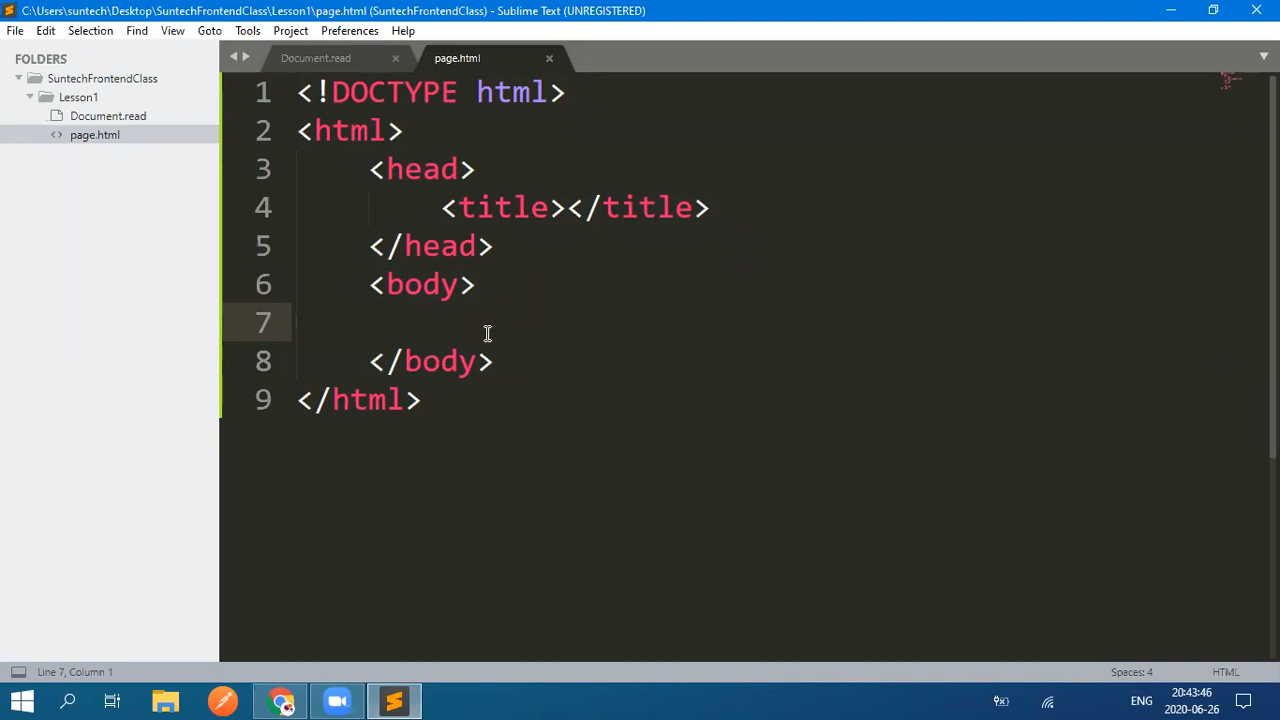 C:\Users\suntech\Desktop\SuntechFrontendClass\Lesson1\page.html (SuntechFrontendClass) - Sublime Text (UNREGISTERED)
File Edit Selection Find View Goto Tools Project Preferences Help
FOLDERS
SuntechFrontendClass
Lesson1
Document.read
page.html
Document.read page.html
1 <!DOCTYPE html>
2 <html>
3 <head>
4 <title></title>
5 </head>
6 <body>
7
8 </body>
9 </html>
Line 7, Column 1 Spaces: 4 HTML
ENG
20:43:46
2020-06-26